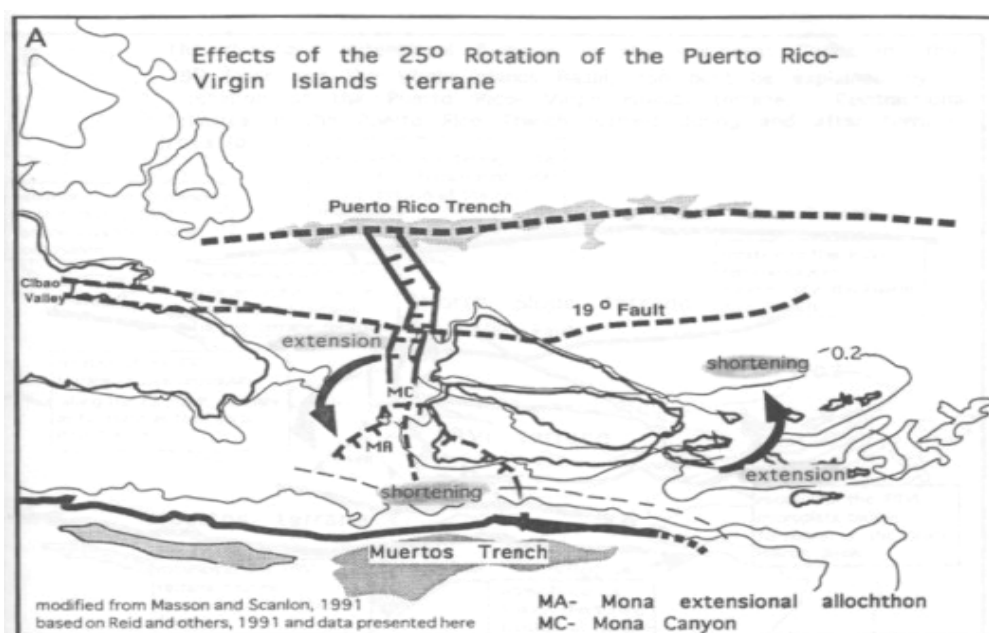 A
Effects of the 25° Rotation of the Puerto Rico-
Virgin Islands terrane
Puerto Rico Trench
Cibao
Valley
19° Fault
extension
shortening
0.2
MC
MA
extension
shortening
Muertos Trench
modified from Masson and Scanlon, 1991
based on Reid and others, 1991 and data presented here
MA- Mona extensional allochthon
MC- Mona Canyon